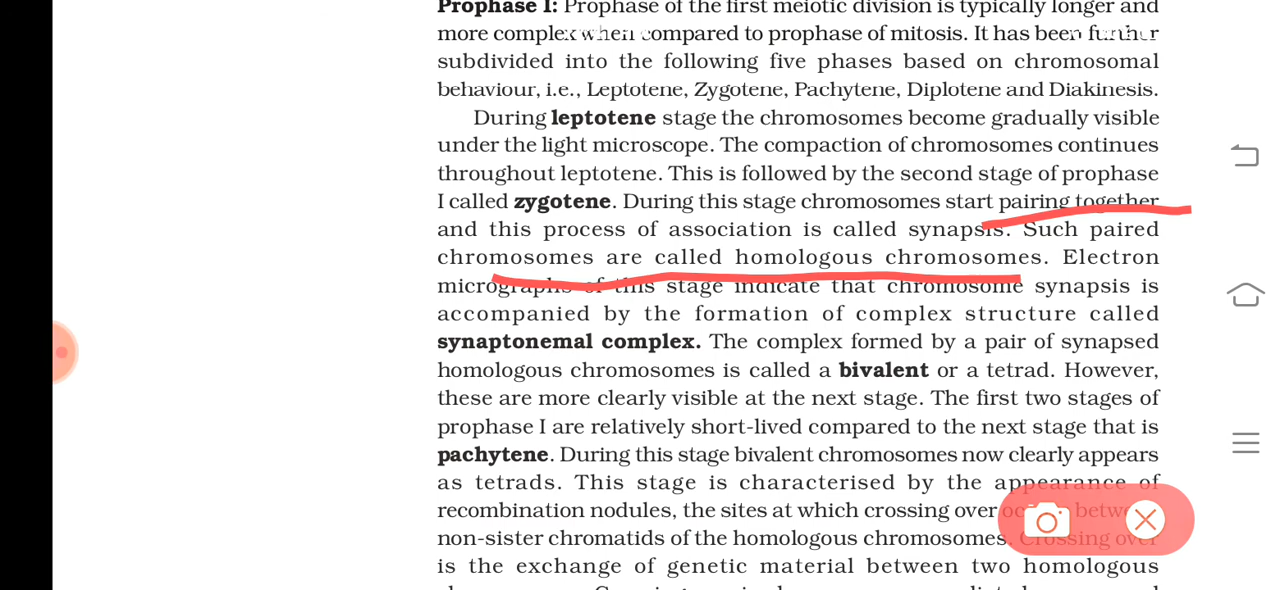 Prophase I: Prophase of the first meiotic division is typically longer and
more complex when compared to prophase of mitosis. It has been further
subdivided into the following five phases based on chromosomal
behaviour, i.e., Leptotene, Zygotene, Pachytene, Diplotene and Diakinesis.
During leptotene stage the chromosomes become gradually visible
under the light microscope. The compaction of chromosomes continues
throughout leptotene. This is followed by the second stage of prophase
I called zygotene. During this stage chromosomes start pairing together
and this process of association is called synapsis. Such paired
chromosomes are called homologous chromosomes. Electron
micrographs of this stage indicate that chromosome synapsis is
accompanied by the formation of complex structure called
synaptonemal complex. The complex formed by a pair of synapsed
homologous chromosomes is called a bivalent or a tetrad. However,
these are more clearly visible at the next stage. The first two stages of
prophase I are relatively short-lived compared to the next stage that is
pachytene. During this stage bivalent chromosomes now clearly appears
as tetrads. This stage is characterised by the appearance of
recombination nodules, the sites at which crossing over
non-sister chromatids of the homologous chromosomes. Crossing over
is the exchange of genetic material between two homologous